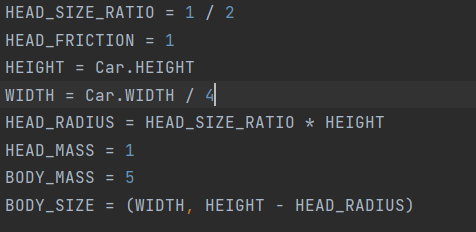 HEAD_SIZE_RATIO = 1 / 2
HEAD_FRICTION = 1
HEIGHT = Car.HEIGHT
WIDTH = Car.WIDTH / 4
HEAD_RADIUS = HEAD_SIZE_RATIO * HEIGHT
HEAD_MASS = 1
BODY_MASS = 5
BODY_SIZE = (WIDTH, HEIGHT - HEAD_RADIUS)